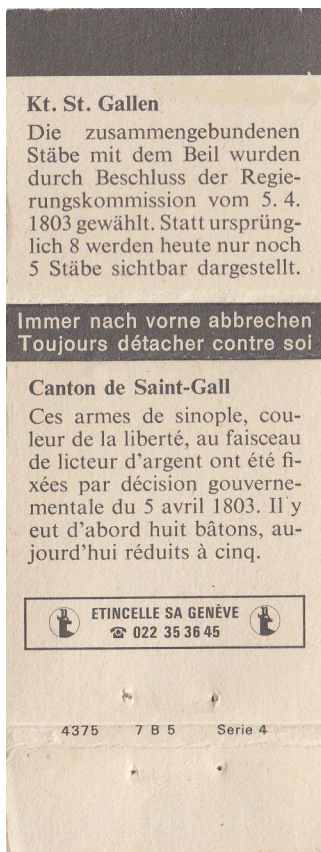 Kt. St. Gallen
Die zusammengebundenen
Stäbe mit dem Beil wurden
durch Beschluss der Regie-
rungskommission vom 5. 4.
1803 gewählt. Statt ursprüng-
lich 8 werden heute nur noch
5 Stäbe sichtbar dargestellt.
Immer nach vorne abbrechen
Toujours détacher contre soi
Canton de Saint-Gall
Ces armes de sinople, cou-
leur de la liberté, au faisceau
de licteur d'argent ont été fi-
xées par décision gouverne-
mentale du 5 avril 1803. Il y
eut d'abord huit bâtons, au-
jourd'hui réduits à cinq.
ETINCELLE SA GENÈVE
☎ 022 35 36 45
4375 7 B 5 Serie 4